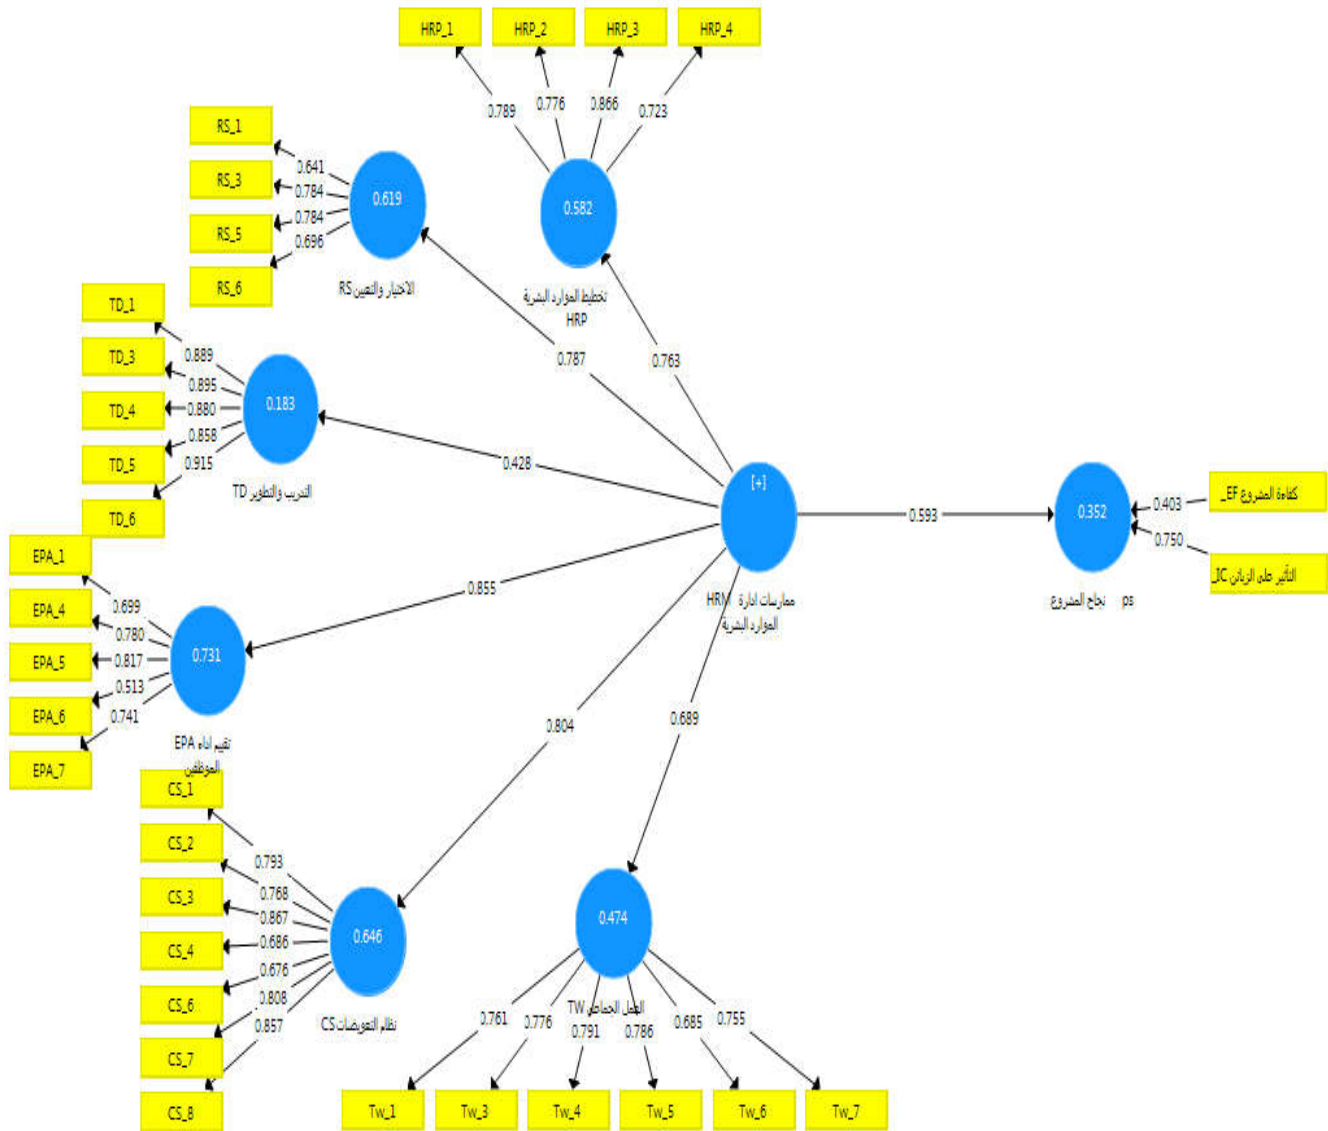 HRP_1
HRP_2
HRP_3
HRP_4
0.789
0.776
0.866
0.723
RS_1
RS_3
RS_5
RS_6
0.641
0.784
0.784
0.696
0.619
الاختيار والتعيين RS
0.582
تخطيط الموارد البشرية
HRP
TD_1
TD_3
TD_4
TD_5
TD_6
0.889
0.895
0.880
0.858
0.915
0.183
التدريب والتطوير TD
0.787
0.763
0.428
0.855
0.804
0.689
0.593
[+]
ممارسات ادارة HRM
الموارد البشرية
0.352
نجاح المشروع ps
0.403
0.750
كفاءة المشروع EF_
التأثير على الزبائن IC_
EPA_1
EPA_4
EPA_5
EPA_6
EPA_7
0.699
0.780
0.817
0.513
0.741
0.731
تقيم اداء EPA
الموظفين
CS_1
CS_2
CS_3
CS_4
CS_6
CS_7
CS_8
0.793
0.768
0.867
0.686
0.676
0.808
0.857
0.646
نظام التعويضات CS
0.474
العمل الجماعي TW
0.761
0.776
0.791
0.786
0.685
0.755
Tw_1
Tw_3
Tw_4
Tw_5
Tw_6
Tw_7